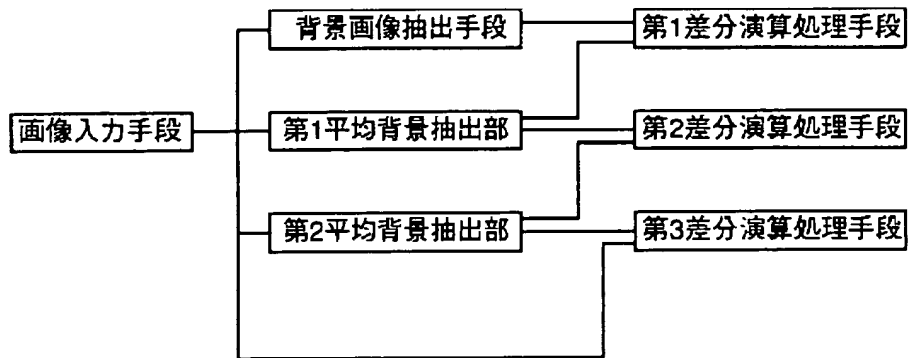 背景画像抽出手段
第1差分演算処理手段
画像入力手段
第1平均背景抽出部
第2差分演算処理手段
第2平均背景抽出部
第3差分演算処理手段